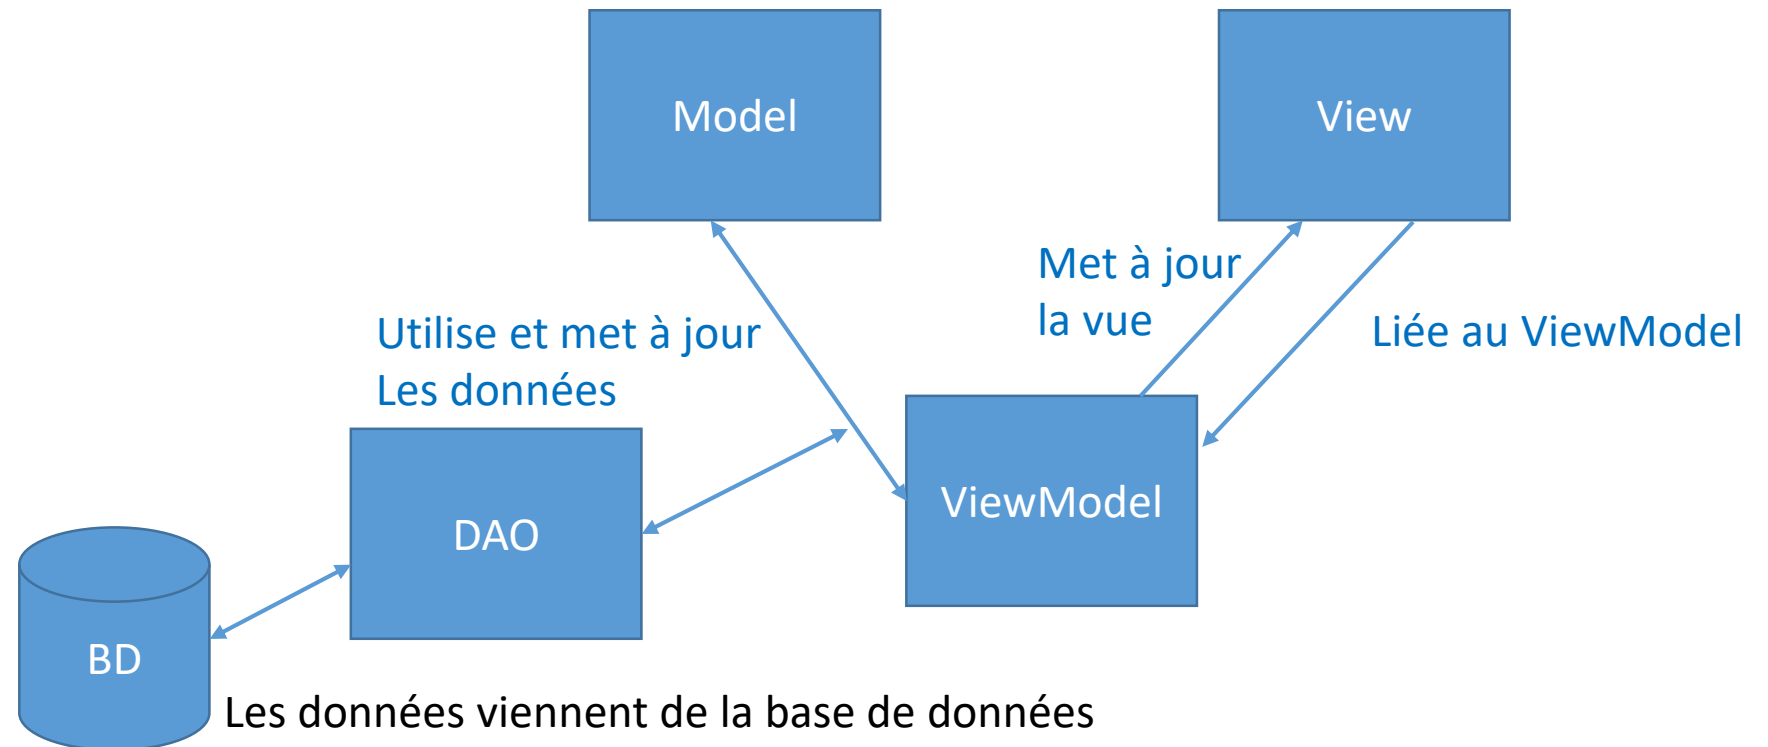 Model
View
Met à jour
la vue
Utilise et met à jour
Les données
Liée au ViewModel
ViewModel
DAO
BD
Les données viennent de la base de données